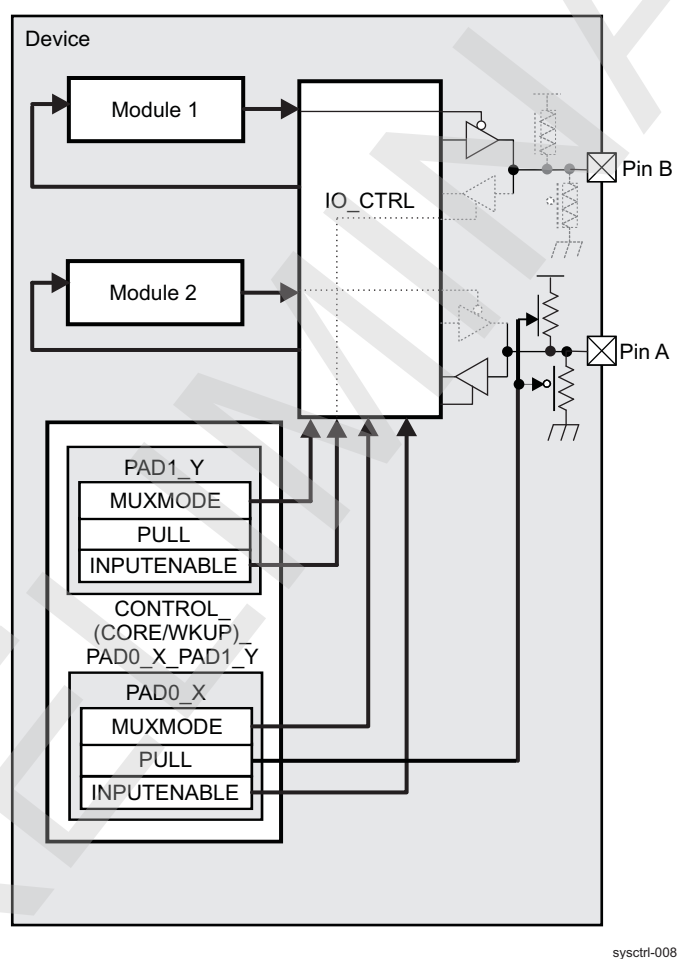 Device
Module 1
IO_CTRL
Pin B
Module 2
Pin A
PAD1_Y
MUXMODE
PULL
INPUTENABLE
CONTROL_
(CORE/WKUP)_
PAD0_X_PAD1_Y
PAD0_X
MUXMODE
PULL
INPUTENABLE
sysctrl-008